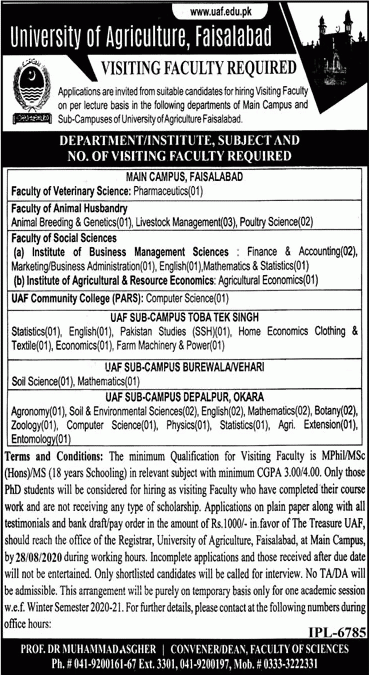 www.uaf.edu.pk
University of Agriculture, Faisalabad
VISITING FACULTY REQUIRED
Applications are invited from suitable candidates for hiring Visiting Faculty
on per lecture basis in the following departments of Main Campus and
Sub-Campuses of University of Agriculture Faisalabad.
DEPARTMENT/INSTITUTE, SUBJECT AND
NO. OF VISITING FACULTY REQUIRED
MAIN CAMPUS, FAISALABAD
Faculty of Veterinary Science: Pharmaceutics(01)
Faculty of Animal Husbandry
Animal Breeding & Genetics(01), Livestock Management(03), Poultry Science(02)
Faculty of Social Sciences
(a) Institute of Business Management Sciences : Finance & Accounting(02),
Marketing/Business Administration(01), English(01),Mathematics & Statistics(01)
(b) Institute of Agricultural & Resource Economics: Agricultural Economics(01)
UAF Community College (PARS): Computer Science(01)
UAF SUB-CAMPUS TOBA TEK SINGH
Statistics(01), English(01), Pakistan Studies (SSH)(01), Home Economics Clothing &
Textile(01), Economics(01), Farm Machinery & Power(01)
UAF SUB-CAMPUS BUREWALA/VEHARI
Soil Science(01), Mathematics(01)
UAF SUB-CAMPUS DEPALPUR, OKARA
Agronomy(01), Soil & Environmental Sciences(02), English(02), Mathematics(02), Botany(02),
Zoology(01), Computer Science(01), Physics(01), Statistics(01), Agri. Extension(01),
Entomology(01)
Terms and Conditions: The minimum Qualification for Visiting Faculty is MPhil/MSc
(Hons)/MS (18 years Schooling) in relevant subject with minimum CGPA 3.00/4.00. Only those
PhD students will be considered for hiring as visiting Faculty who have completed their course
work and are not receiving any type of scholarship. Applications on plain paper along with all
testimonials and bank draft/pay order in the amount of Rs.1000/- in favor of The Treasure UAF,
should reach the office of the Registrar, University of Agriculture, Faisalabad, at Main Campus,
by 28/08/2020 during working hours. Incomplete applications and those received after due date
will not be entertained. Only shortlisted candidates will be called for interview. No TA/DA will
be admissible. This arrangement will be purely on temporary basis only for one academic session
w.e.f. Winter Semester 2020-21. For further details, please contact at the following numbers during
office hours:
IPL-6785
PROF. DR MUHAMMAD ASGHER | CONVENER/DEAN, FACULTY OF SCIENCES
Ph. # 041-9200161-67 Ext. 3301, 041-9200197, Mob. # 0333-3222331